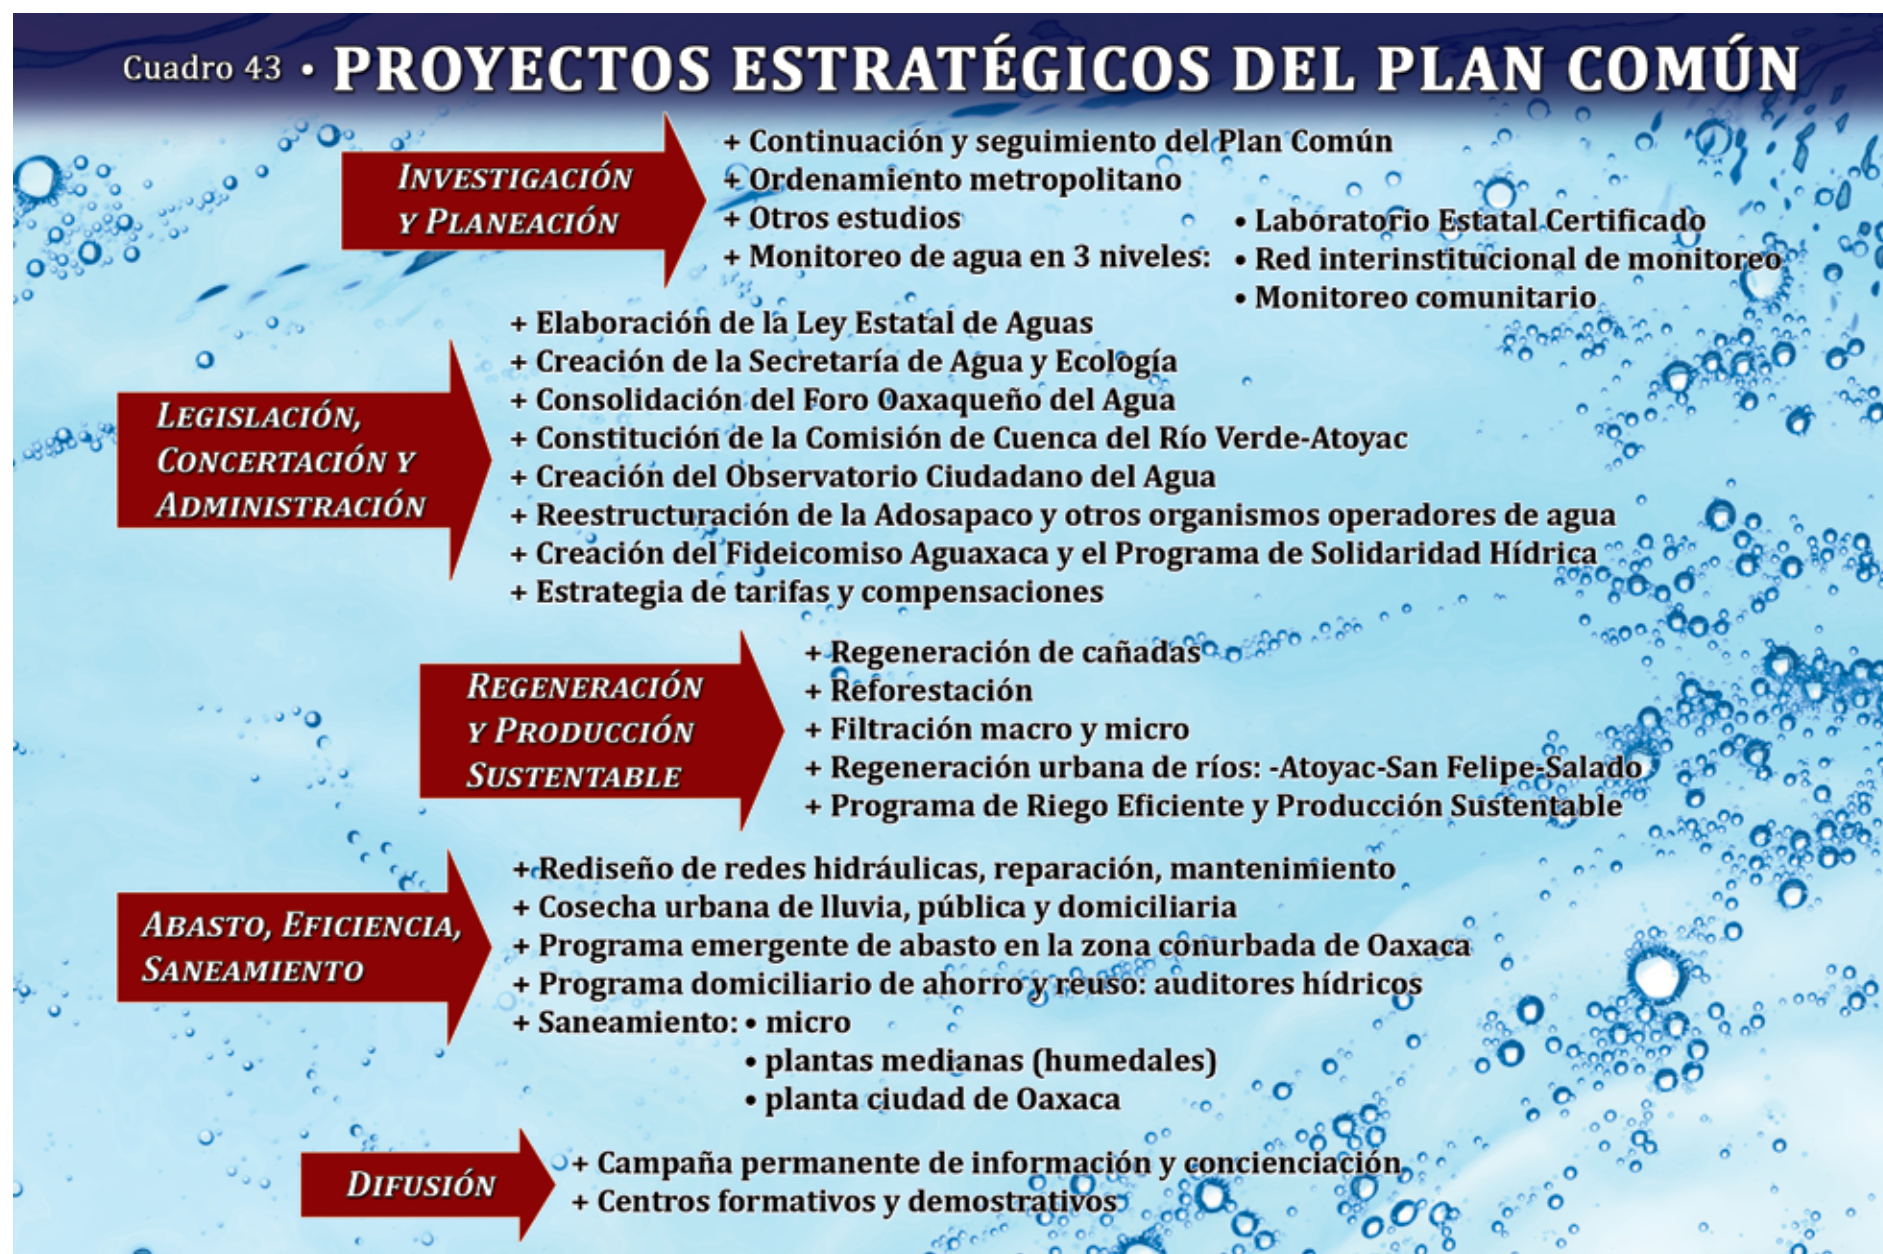 Cuadro 43 • PROYECTOS ESTRATÉGICOS DEL PLAN COMÚN
INVESTIGACIÓN
Y PLANEACIÓN
+ Continuación y seguimiento del Plan Común
+ Ordenamiento metropolitano
+ Otros estudios
+ Monitoreo de agua en 3 niveles:
• Laboratorio Estatal Certificado
• Red interinstitucional de monitoreo
• Monitoreo comunitario
LEGISLACIÓN,
CONCERTACIÓN Y
ADMINISTRACIÓN
+ Elaboración de la Ley Estatal de Aguas
+ Creación de la Secretaría de Agua y Ecología
+ Consolidación del Foro Oaxaqueño del Agua
+ Constitución de la Comisión de Cuenca del Río Verde-Atoyac
+ Creación del Observatorio Ciudadano del Agua
+ Reestructuración de la Adosapaco y otros organismos operadores de agua
+ Creación del Fideicomiso Aguaxaca y el Programa de Solidaridad Hídrica
+ Estrategia de tarifas y compensaciones
REGENERACIÓN
Y PRODUCCIÓN
SUSTENTABLE
+ Regeneración de cañadas
+ Reforestación
+ Filtración macro y micro
+ Regeneración urbana de ríos: -Atoyac-San Felipe-Salado
+ Programa de Riego Eficiente y Producción Sustentable
ABASTO, EFICIENCIA,
SANEAMIENTO
+ Rediseño de redes hidráulicas, reparación, mantenimiento
+ Cosecha urbana de lluvia, pública y domiciliaria
+ Programa emergente de abasto en la zona conurbada de Oaxaca
+ Programa domiciliario de ahorro y reuso: auditores hídricos
+ Saneamiento: • micro
• plantas medianas (humedales)
• planta ciudad de Oaxaca
DIFUSIÓN
+ Campaña permanente de información y concienciación
+ Centros formativos y demostrativos